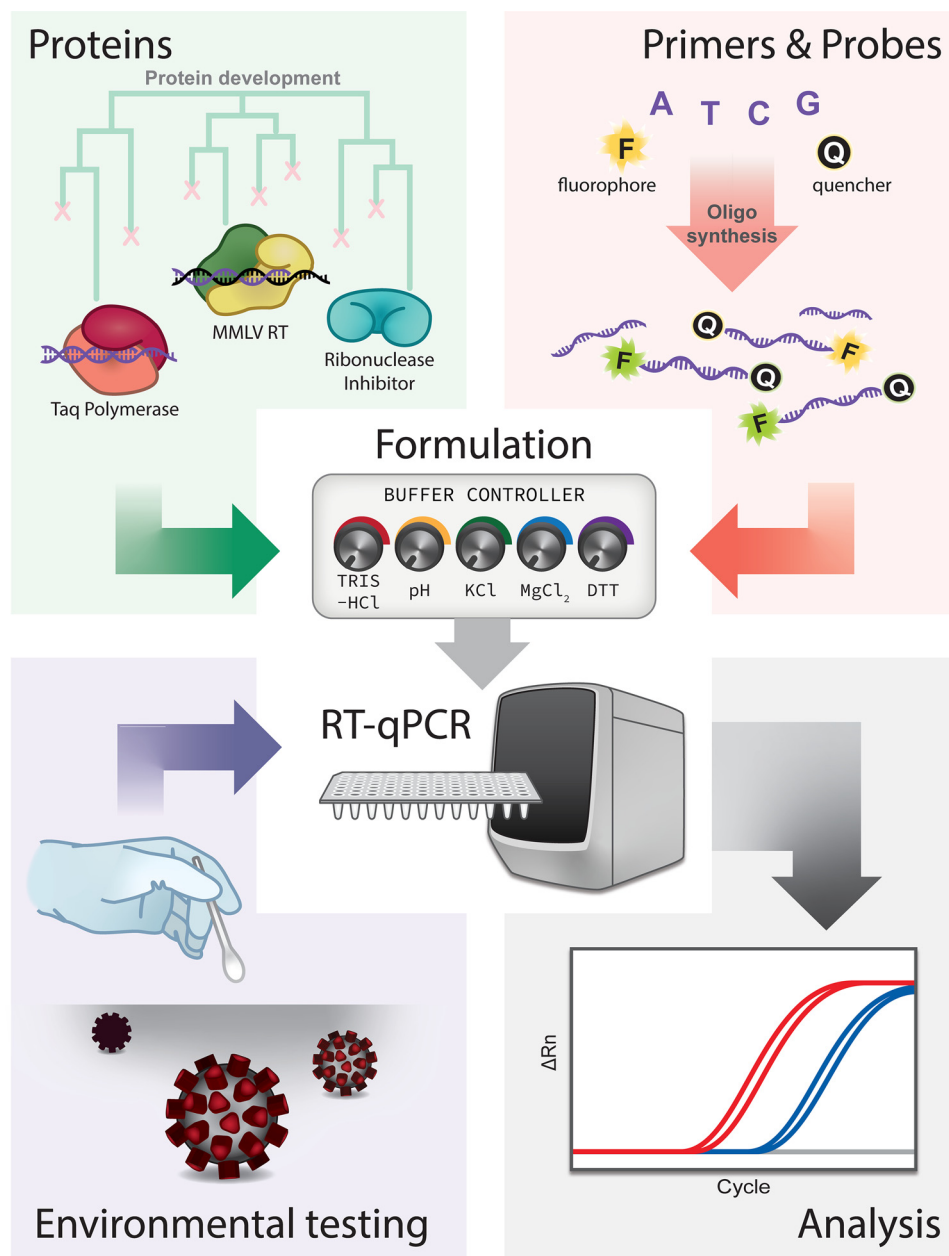 Proteins
Protein development
MMLV RT
Ribonuclease
Inhibitor
Taq Polymerase
Primers & Probes
A T C G
F
Q
fluorophore
quencher
Oligo
synthesis
Q
F
F
Q
Q
F
Formulation
BUFFER CONTROLLER
TRIS
-HCl
pH
KCl
MgCl₂
DTT
RT-qPCR
Environmental testing
ΔRn
Cycle
Analysis